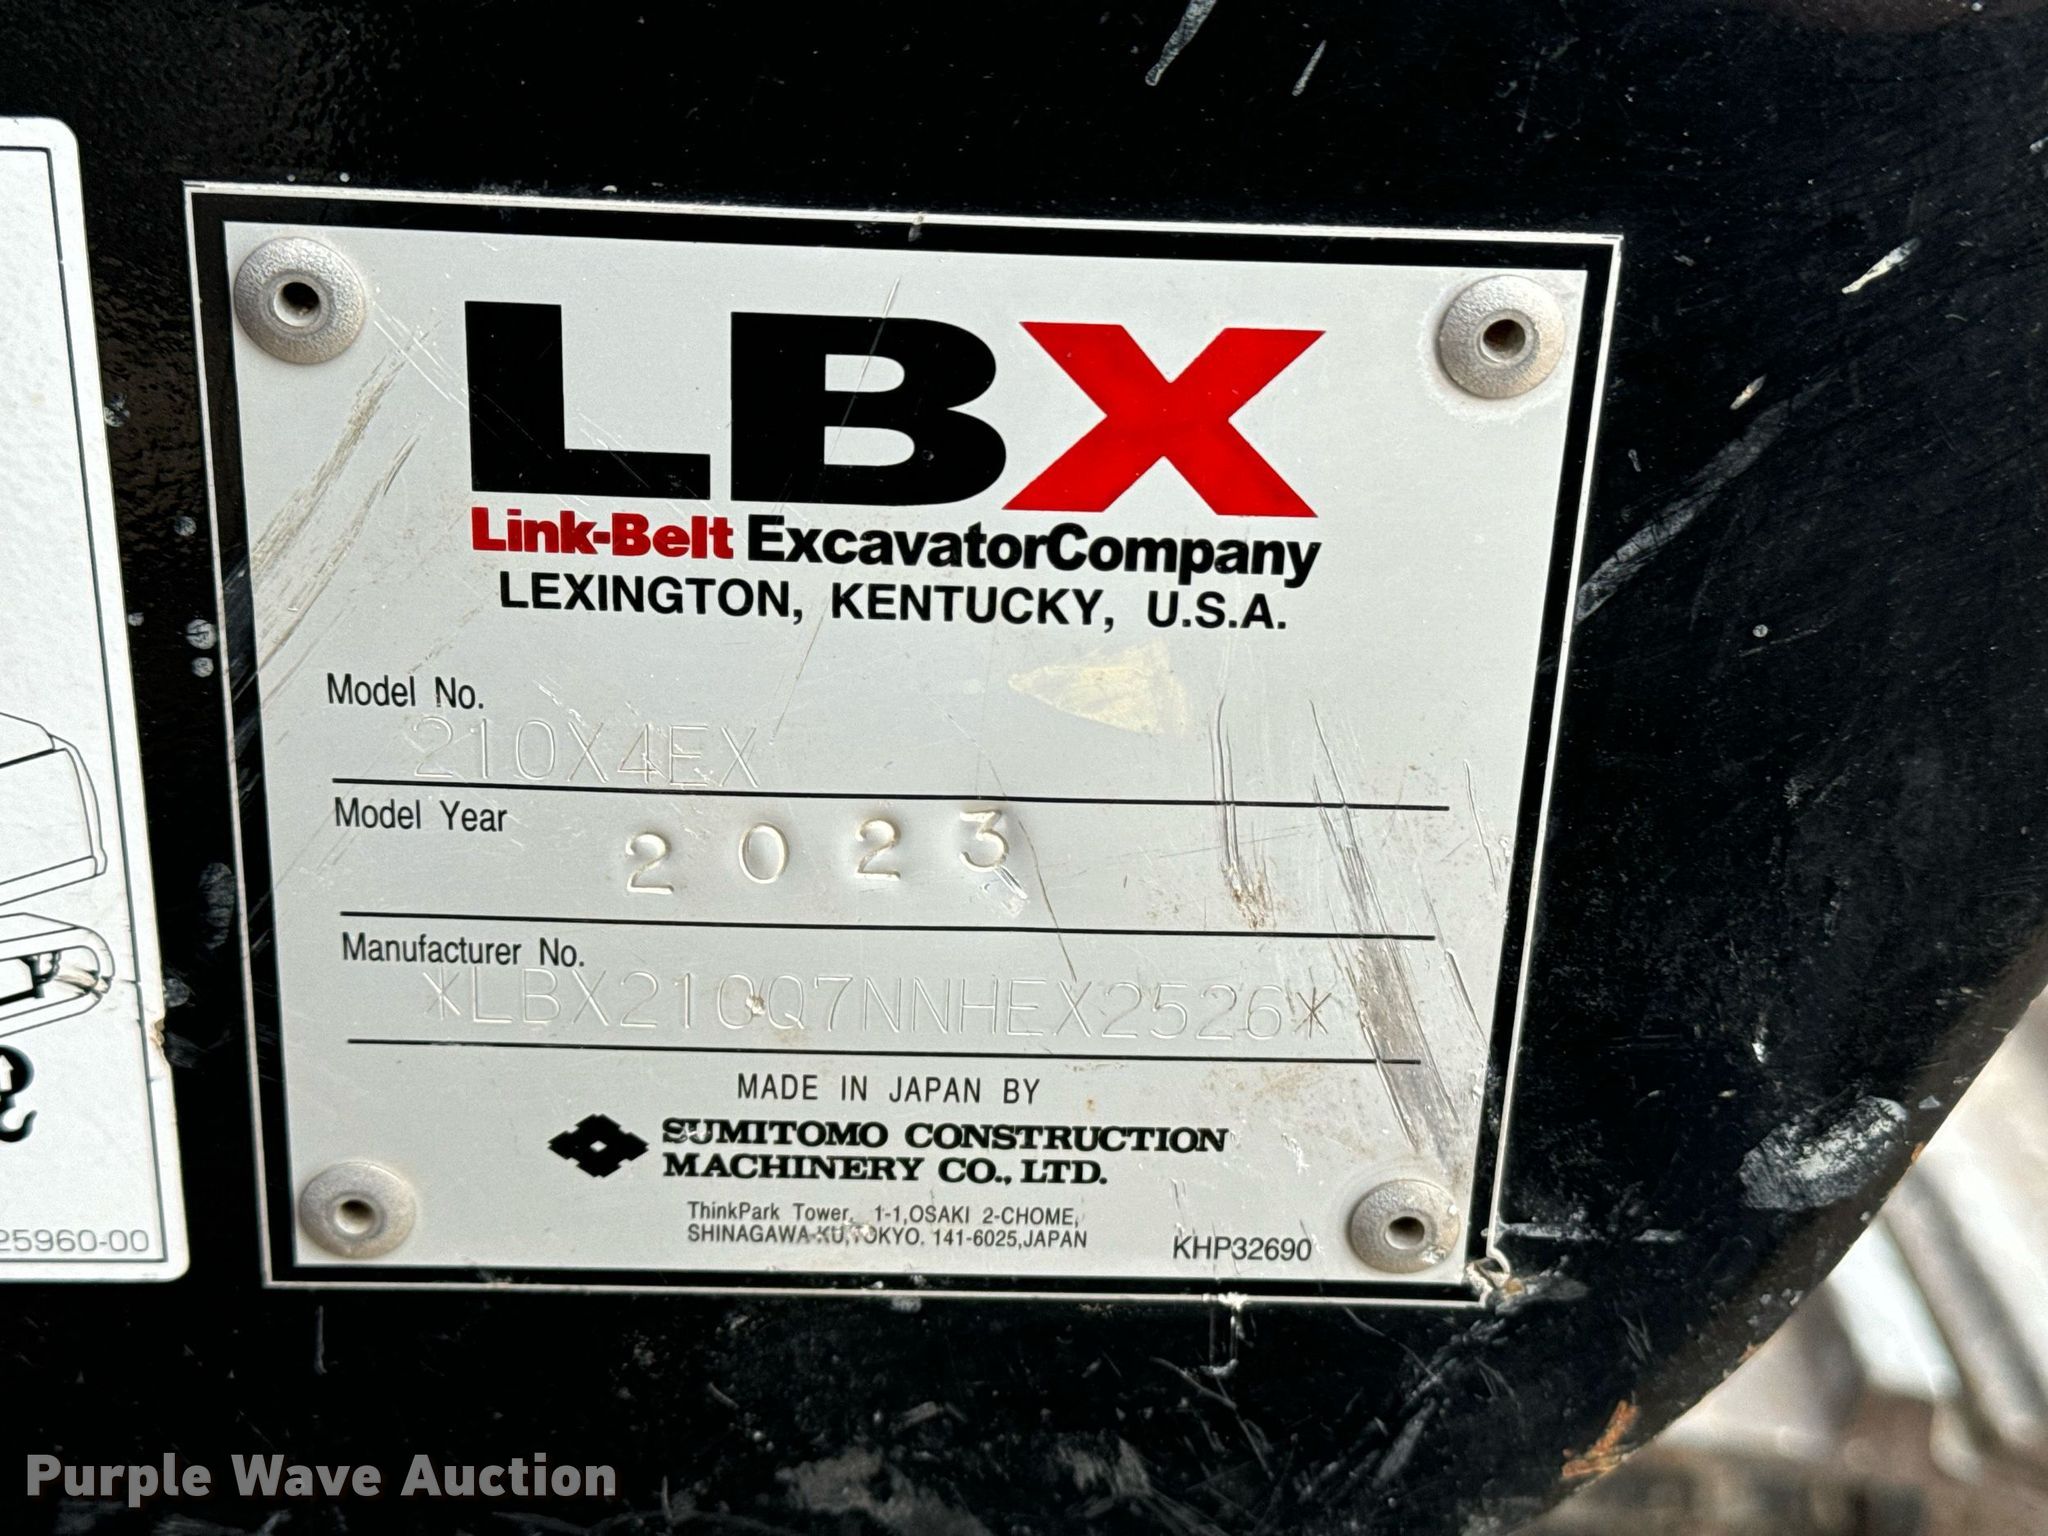 LBX
Link-Belt ExcavatorCompany
LEXINGTON, KENTUCKY, U.S.A.
Model No.
210X4EX
Model Year
2023
Manufacturer No.
*LBX210Q7NNHEX2526*
MADE IN JAPAN BY
SUMITOMO CONSTRUCTION
MACHINERY CO., LTD.
ThinkPark Tower, 1-1,OSAKI 2-CHOME,
SHINAGAWA-KU,TOKYO. 141-6025,JAPAN
KHP32690
25960-00
Purple Wave Auction